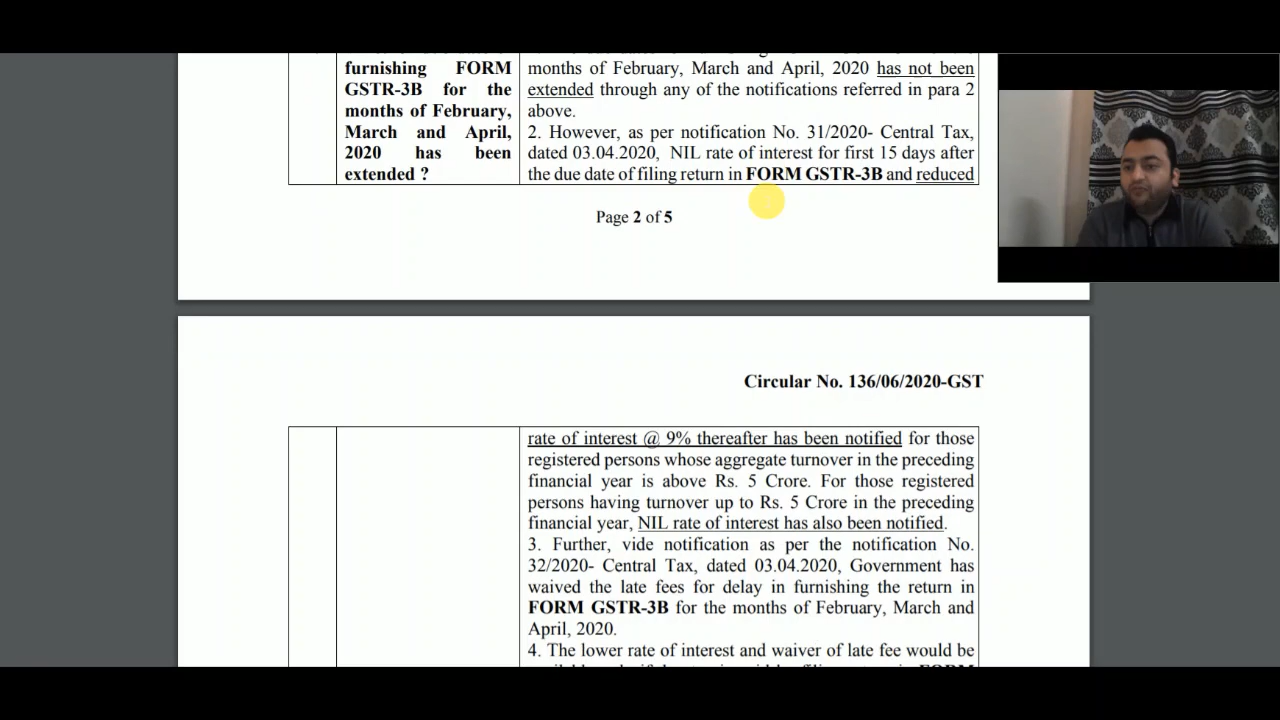 furnishing FORM
GSTR-3B for the
months of February,
March and April,
2020 has been
extended ?
months of February, March and April, 2020 has not been
extended through any of the notifications referred in para 2
above.
2. However, as per notification No. 31/2020- Central Tax,
dated 03.04.2020, NIL rate of interest for first 15 days after
the due date of filing return in FORM GSTR-3B and reduced
Page 2 of 5
Circular No. 136/06/2020-GST
rate of interest @ 9% thereafter has been notified for those
registered persons whose aggregate turnover in the preceding
financial year is above Rs. 5 Crore. For those registered
persons having turnover up to Rs. 5 Crore in the preceding
financial year, NIL rate of interest has also been notified.
3. Further, vide notification as per the notification No.
32/2020- Central Tax, dated 03.04.2020, Government has
waived the late fees for delay in furnishing the return in
FORM GSTR-3B for the months of February, March and
April, 2020.
4. The lower rate of interest and waiver of late fee would be